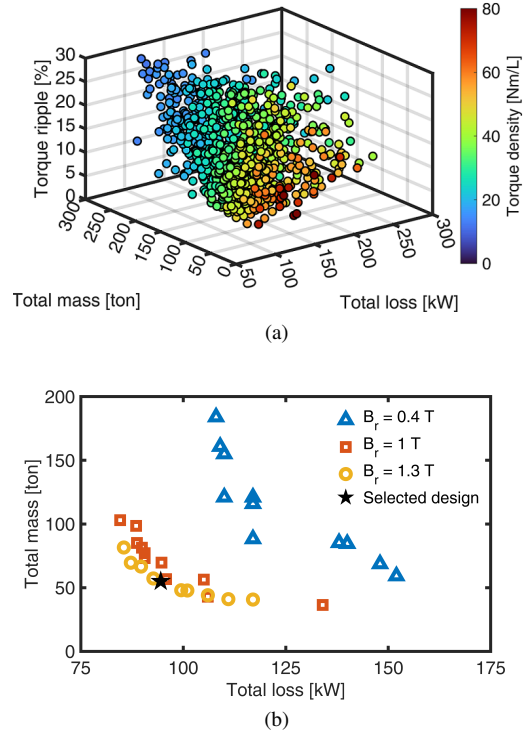 80
60
40
20
0
Torque density [Nm/L]
30
25
20
15
10
5
0
Torque ripple [%]
300
250
200
150
100
50
0
Total mass [ton]
50
100
150
200
250
300
Total loss [kW]
(a)
200
150
100
50
0
Total mass [ton]
B_r = 0.4 T
B_r = 1 T
B_r = 1.3 T
Selected design
75
100
125
150
175
Total loss [kW]
(b)